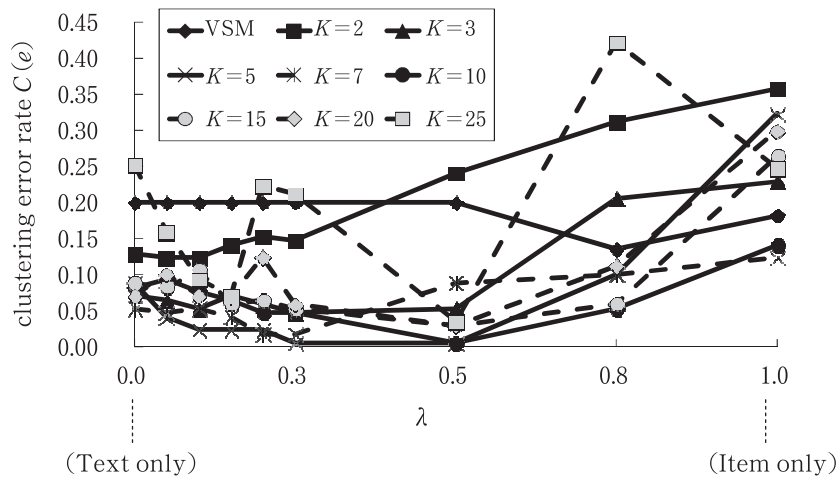 clustering error rate C(e)
0.45
0.40
0.35
0.30
0.25
0.20
0.15
0.10
0.05
0.00
VSM K=2 K=3
K=5 K=7 K=10
K=15 K=20 K=25
0.0 0.3 0.5 0.8 1.0
λ
(Text only) (Item only)